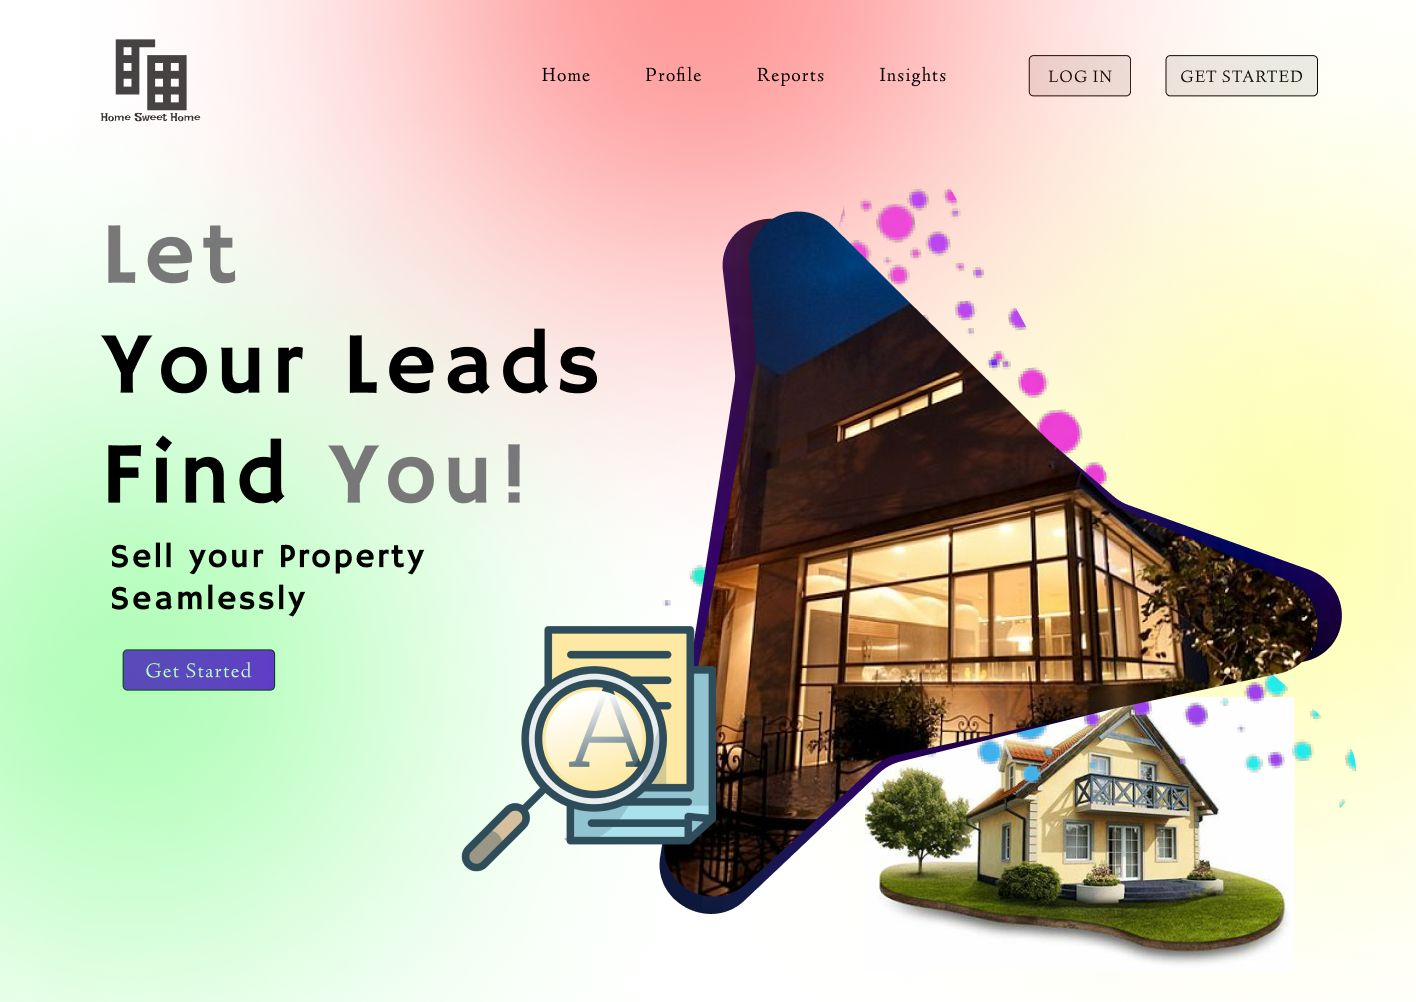 Home Sweet Home
Home
Profile
Reports
Insights
LOG IN
GET STARTED
Let
Your Leads
Find You!
Sell your Property
Seamlessly
Get Started
A